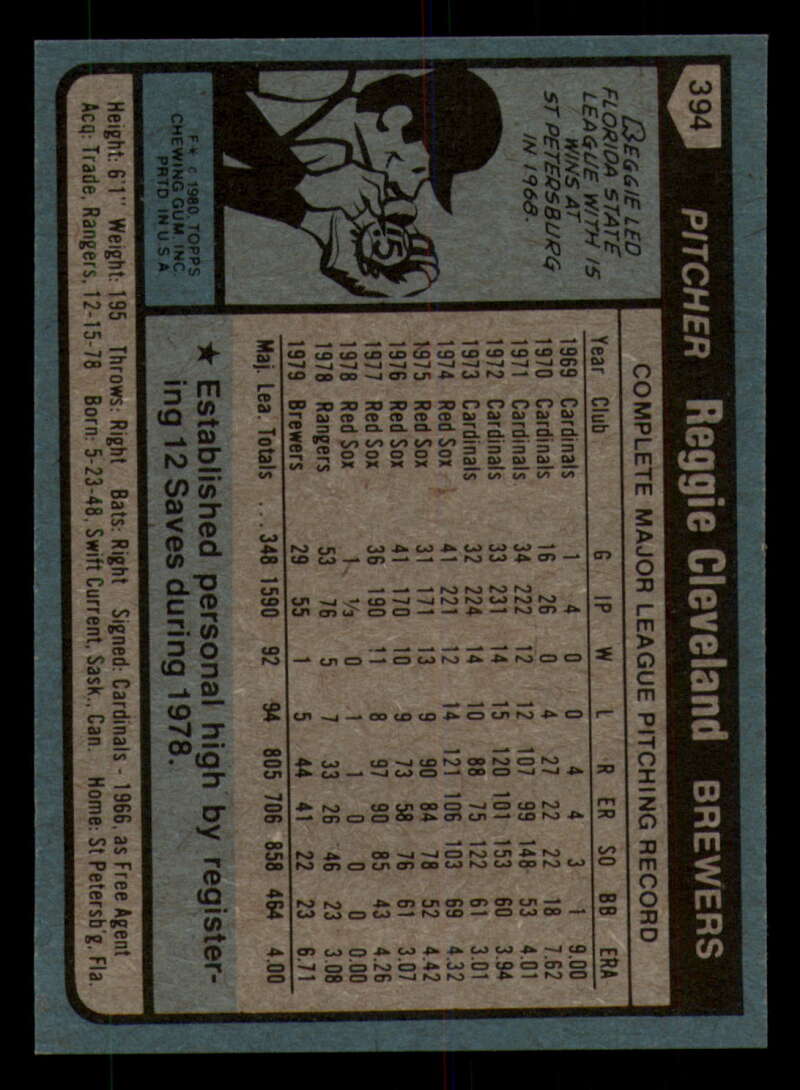 394 PITCHER Reggie Cleveland BREWERS
REGGIE LED
FLORIDA STATE
LEAGUE WITH 15
WINS AT
ST PETERSBURG
IN 1968.
15
F* © 1980 TOPPS
CHEWING GUM INC.
PRTD IN U S A
COMPLETE MAJOR LEAGUE PITCHING RECORD
Year Club G IP W L R ER SO BB ERA
1969 Cardinals 1 4 0 0 4 4 3 1 9.00
1970 Cardinals 16 26 0 4 27 22 22 18 7.62
1971 Cardinals 34 222 12 12 107 99 148 53 4.01
1972 Cardinals 33 231 14 15 120 101 153 60 3.94
1973 Cardinals 32 224 14 10 88 75 122 61 3.01
1974 Red Sox 41 221 12 14 121 106 103 69 4.32
1975 Red Sox 31 171 13 9 90 84 78 52 4.42
1976 Red Sox 41 170 10 9 73 58 76 61 3.07
1977 Red Sox 36 190 11 8 97 90 85 43 4.26
1978 Red Sox 1 ⅓ 0 1 1 0 0 0 0.00
1978 Rangers 53 76 5 7 33 26 46 23 3.08
1979 Brewers 29 55 1 5 44 41 22 23 6.71
Maj. Lea. Totals . . . 348 1590 92 94 805 706 858 464 4.00
★ Established personal high by register-
ing 12 Saves during 1978.
Height: 6'1" Weight: 195 Throws: Right Bats: Right Signed: Cardinals - 1966, as Free Agent
Acq: Trade, Rangers, 12-15-78 Born: 5-23-48, Swift Current, Sask., Can. Home: St Petersb'g, Fla.